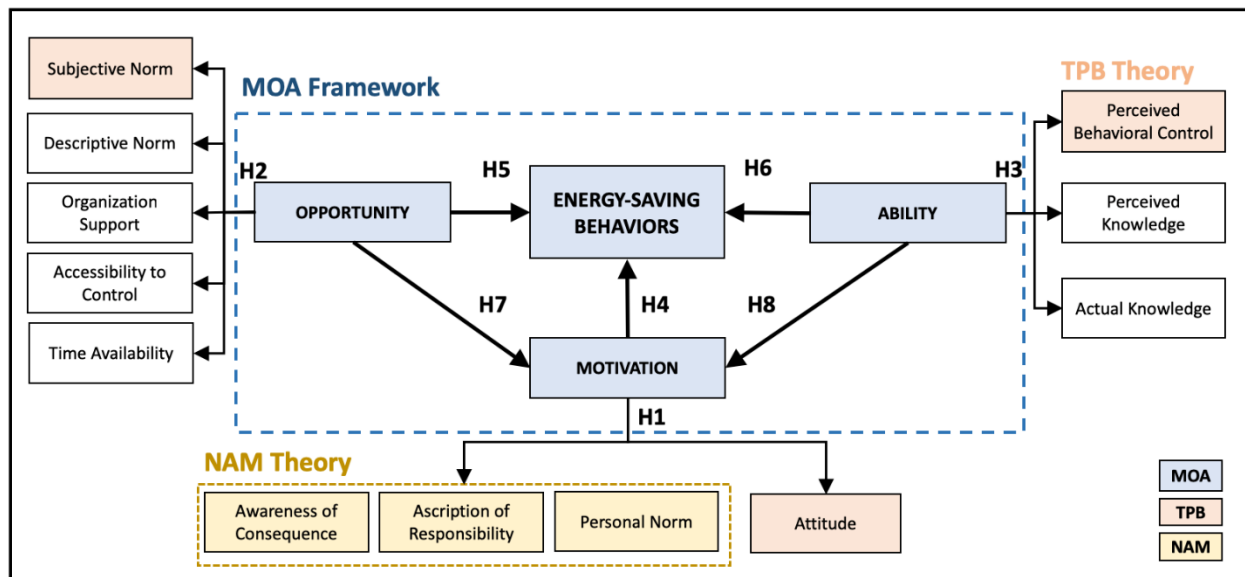 Subjective Norm
Descriptive Norm
Organization
Support
Accessibility to
Control
Time Availability
MOA Framework
H2
OPPORTUNITY
H5
ENERGY-SAVING
BEHAVIORS
H6
ABILITY
H3
H7
H4
H8
MOTIVATION
H1
TPB Theory
Perceived
Behavioral Control
Perceived
Knowledge
Actual Knowledge
NAM Theory
Awareness of
Consequence
Ascription of
Responsibility
Personal Norm
Attitude
MOA
TPB
NAM